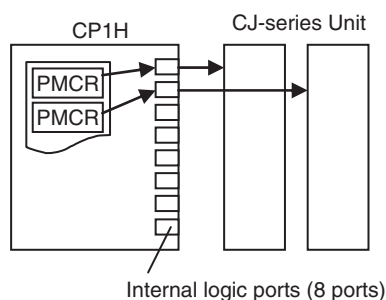 CP1H
CJ-series Unit
PMCR
PMCR
Internal logic ports (8 ports)